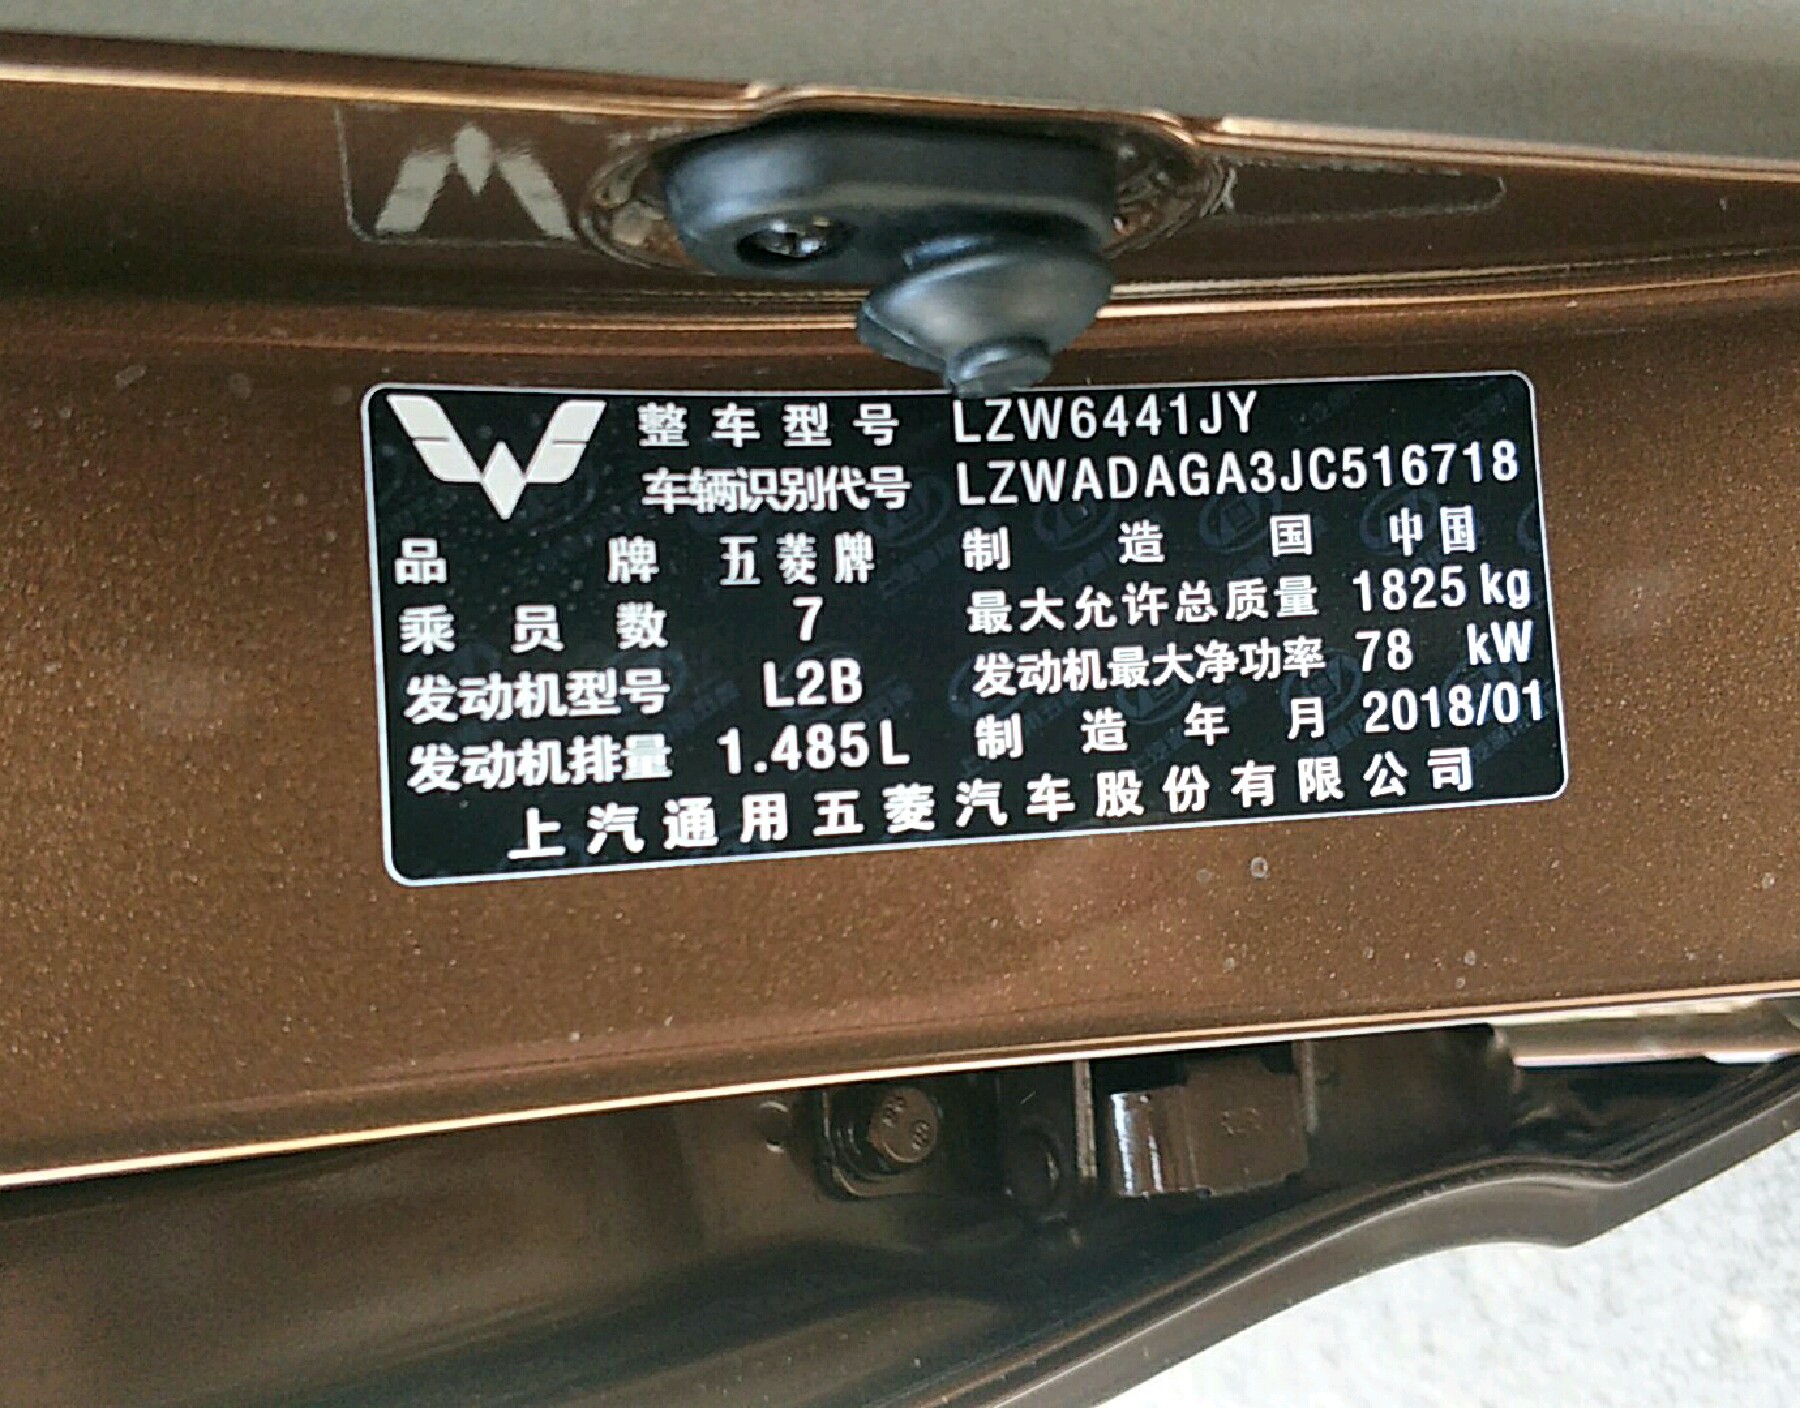 整车型号 LZW6441JY
车辆识别代号 LZWADAGA3JC516718
品牌 五菱牌 制造国 中国
乘员数 7 最大允许总质量 1825 kg
发动机型号 L2B 发动机最大净功率 78 kW
发动机排量 1.485L 制造年月 2018/01
上汽通用五菱汽车股份有限公司